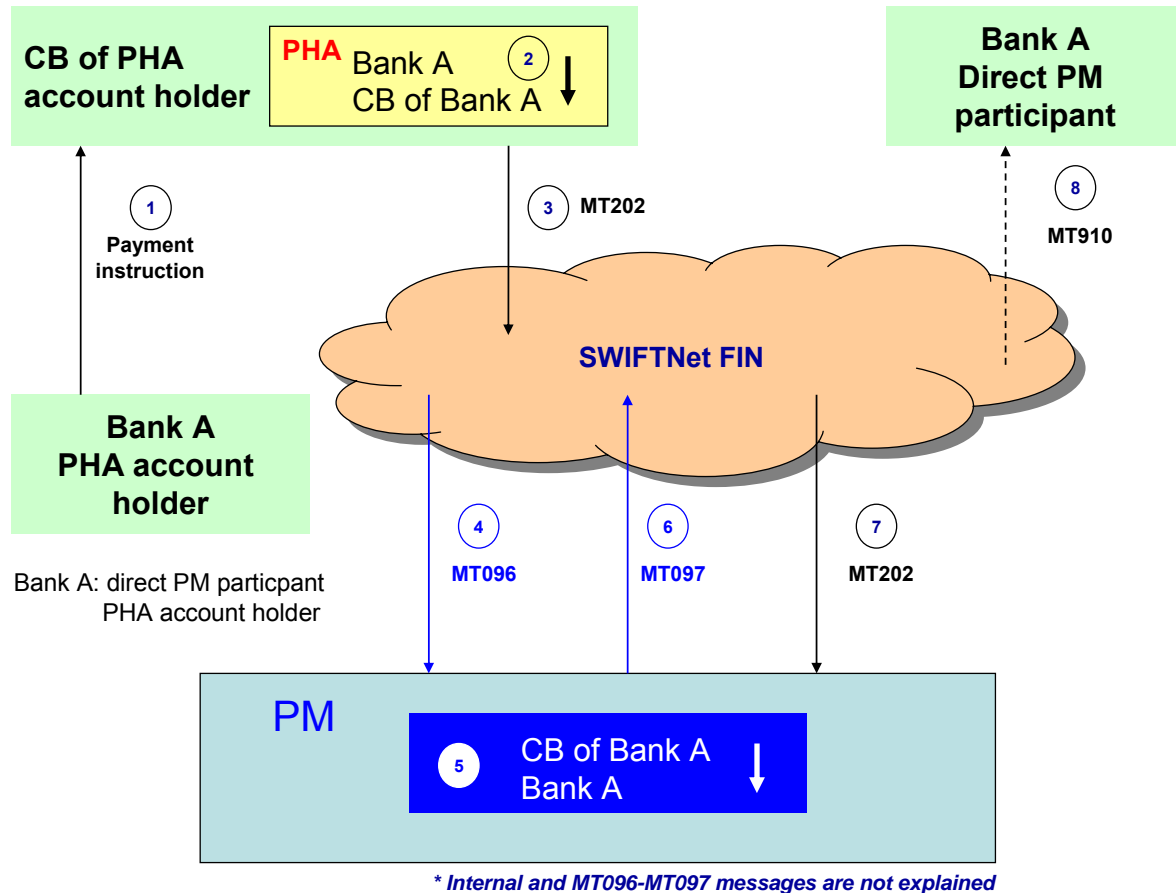 CB of PHA
account holder
PHA
Bank A
2
CB of Bank A
Bank A
Direct PM
participant
1
Payment
instruction
3
MT202
8
MT910
SWIFTNet FIN
Bank A
PHA account
holder
4
MT096
6
MT097
7
MT202
Bank A: direct PM particpant
PHA account holder
PM
5
CB of Bank A
Bank A
* Internal and MT096-MT097 messages are not explained